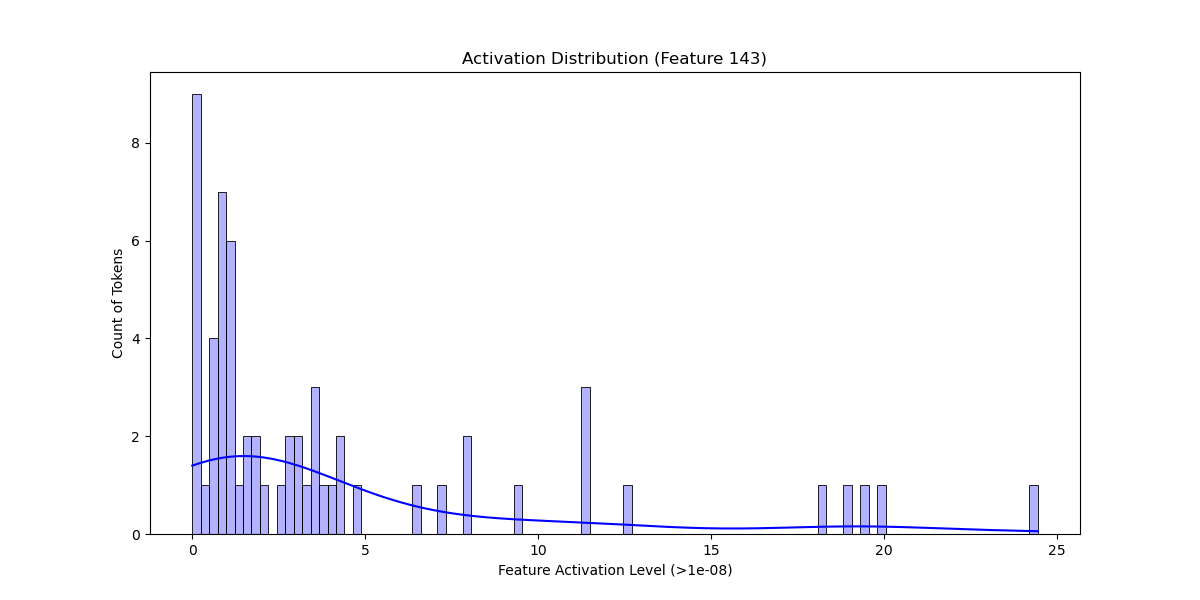 Activation Distribution (Feature 143)
Count of Tokens
8
6
4
2
0
0 5 10 15 20 25
Feature Activation Level (>1e-08)